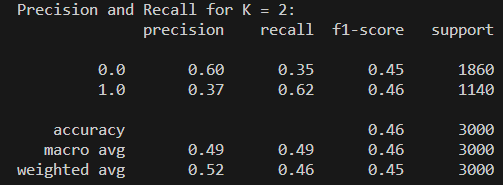 Precision and Recall for K = 2:
precision recall f1-score support
0.0 0.60 0.35 0.45 1860
1.0 0.37 0.62 0.46 1140
accuracy 0.46 3000
macro avg 0.49 0.49 0.46 3000
weighted avg 0.52 0.46 0.45 3000